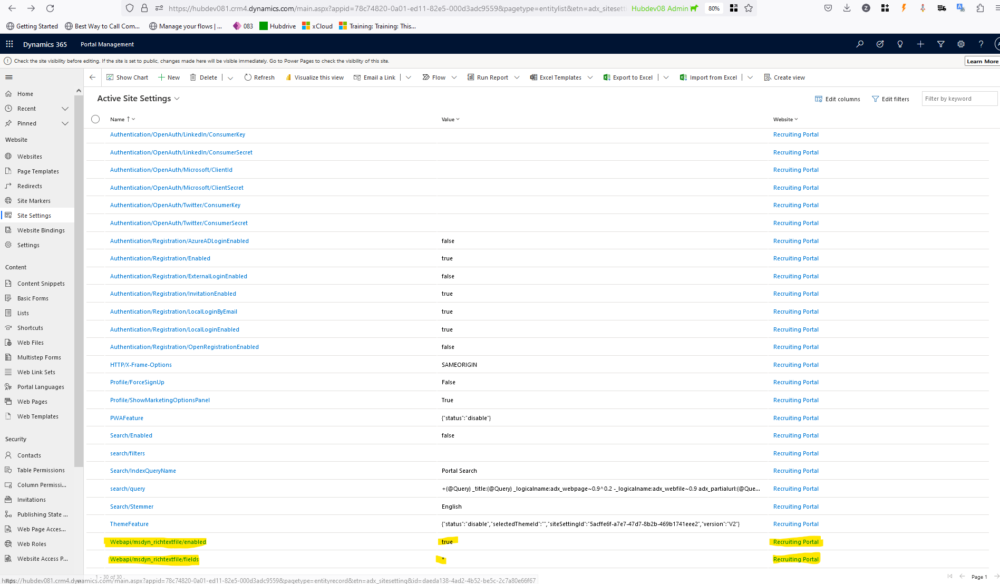 https://hubdev081.crm4.dynamics.com/main.aspx?appid=78c74820-0a01-ed11-82e5-000d3adc9559&pagetype=entitylist&etn=adx_sitesetti
Hubdev08 Admin
80%
Getting Started
Best Way to Call Com...
Manage your flows | ...
083
Hubdrive
xCloud
Training: Training: This...
Dynamics 365
Portal Management
Check the site visibility before editing. If the site is set to public, changes made here will be visible immediately. Go to Power Pages to check the visibility of this site.
Learn More
Show Chart
New
Delete
Refresh
Visualize this view
Email a Link
Flow
Run Report
Excel Templates
Export to Excel
Import from Excel
Create view
Home
Recent
Pinned
Website
Websites
Page Templates
Redirects
Site Markers
Site Settings
Website Bindings
Settings
Content
Content Snippets
Basic Forms
Lists
Shortcuts
Web Files
Multistep Forms
Web Link Sets
Portal Languages
Web Pages
Web Templates
Security
Contacts
Table Permissions
Column Permissi...
Invitations
Publishing State ...
Web Page Acces...
Web Roles
Website Access P...
Active Site Settings
Edit columns
Edit filters
Filter by keyword
Name ↑ Value Website
Authentication/OpenAuth/LinkedIn/ConsumerKey Recruiting Portal
Authentication/OpenAuth/LinkedIn/ConsumerSecret Recruiting Portal
Authentication/OpenAuth/Microsoft/ClientId Recruiting Portal
Authentication/OpenAuth/Microsoft/ClientSecret Recruiting Portal
Authentication/OpenAuth/Twitter/ConsumerKey Recruiting Portal
Authentication/OpenAuth/Twitter/ConsumerSecret Recruiting Portal
Authentication/Registration/AzureADLoginEnabled false Recruiting Portal
Authentication/Registration/Enabled true Recruiting Portal
Authentication/Registration/ExternalLoginEnabled false Recruiting Portal
Authentication/Registration/InvitationEnabled true Recruiting Portal
Authentication/Registration/LocalLoginByEmail true Recruiting Portal
Authentication/Registration/LocalLoginEnabled true Recruiting Portal
Authentication/Registration/OpenRegistrationEnabled false Recruiting Portal
HTTP/X-Frame-Options SAMEORIGIN Recruiting Portal
Profile/ForceSignUp False Recruiting Portal
Profile/ShowMarketingOptionsPanel True Recruiting Portal
PWAFeature {"status":"disable"} Recruiting Portal
Search/Enabled false Recruiting Portal
search/filters Recruiting Portal
Search/IndexQueryName Portal Search Recruiting Portal
search/query +(@Query) _title:(@Query) _logicalname:adx_webpage~0.9^0.2 -_logicalname:adx_webfile~0.9 adx_partialurl:(@Que... Recruiting Portal
Search/Stemmer English Recruiting Portal
ThemeFeature {"status":"disable","selectedThemeId":"","siteSettingId":"5acffe6f-a7e7-47d7-8b2b-469b1741eee2","version":"V2"} Recruiting Portal
Webapi/msdyn_richtextfile/enabled true Recruiting Portal
Webapi/msdyn_richtextfile/fields * Recruiting Portal
1 - 30 of 30
Page 1
https://hubdev081.crm4.dynamics.com/main.aspx?appid=78c74820-0a01-ed11-82e5-000d3adc9559&pagetype=entityrecord&etn=adx_sitesetting&id=daeda138-4ad2-4b52-be5c-2c7a80e66f67